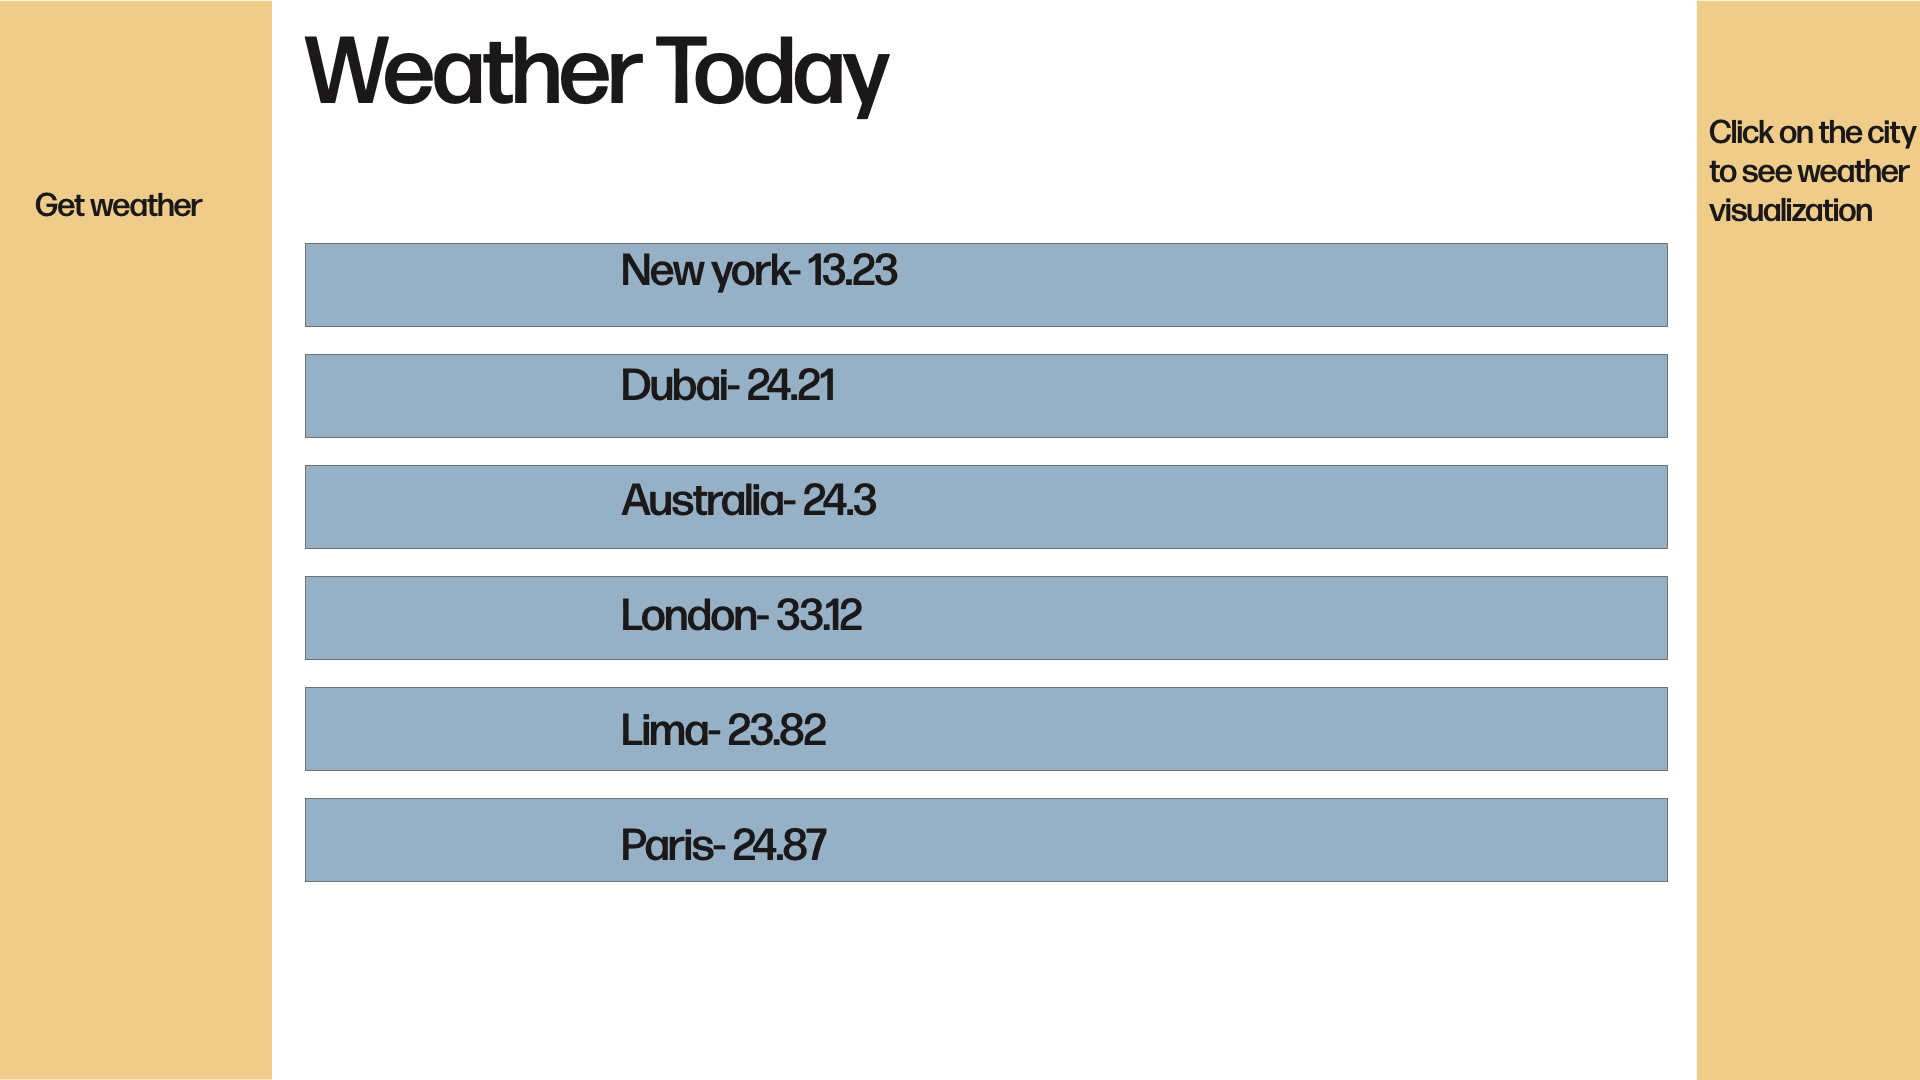 Weather Today
Get weather
Click on the city
to see weather
visualization
New york- 13.23
Dubai- 24.21
Australia- 24.3
London- 33.12
Lima- 23.82
Paris- 24.87